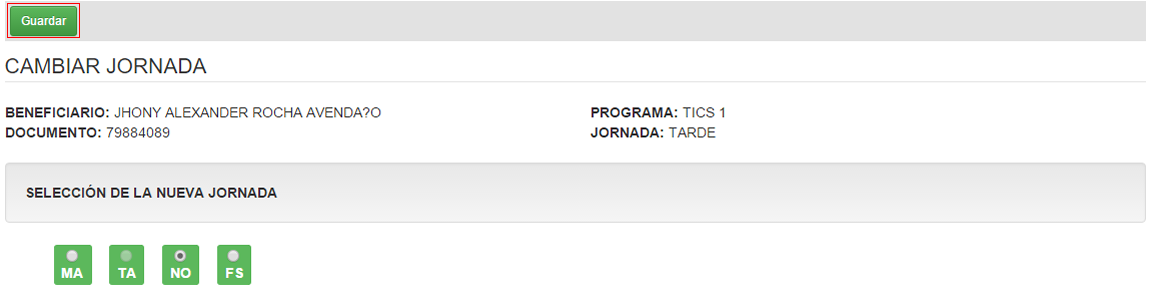 Guardar
CAMBIAR JORNADA
BENEFICIARIO: JHONY ALEXANDER ROCHA AVENDA?O
DOCUMENTO: 79884089
PROGRAMA: TICS 1
JORNADA: TARDE
SELECCIÓN DE LA NUEVA JORNADA
MA TA NO FS